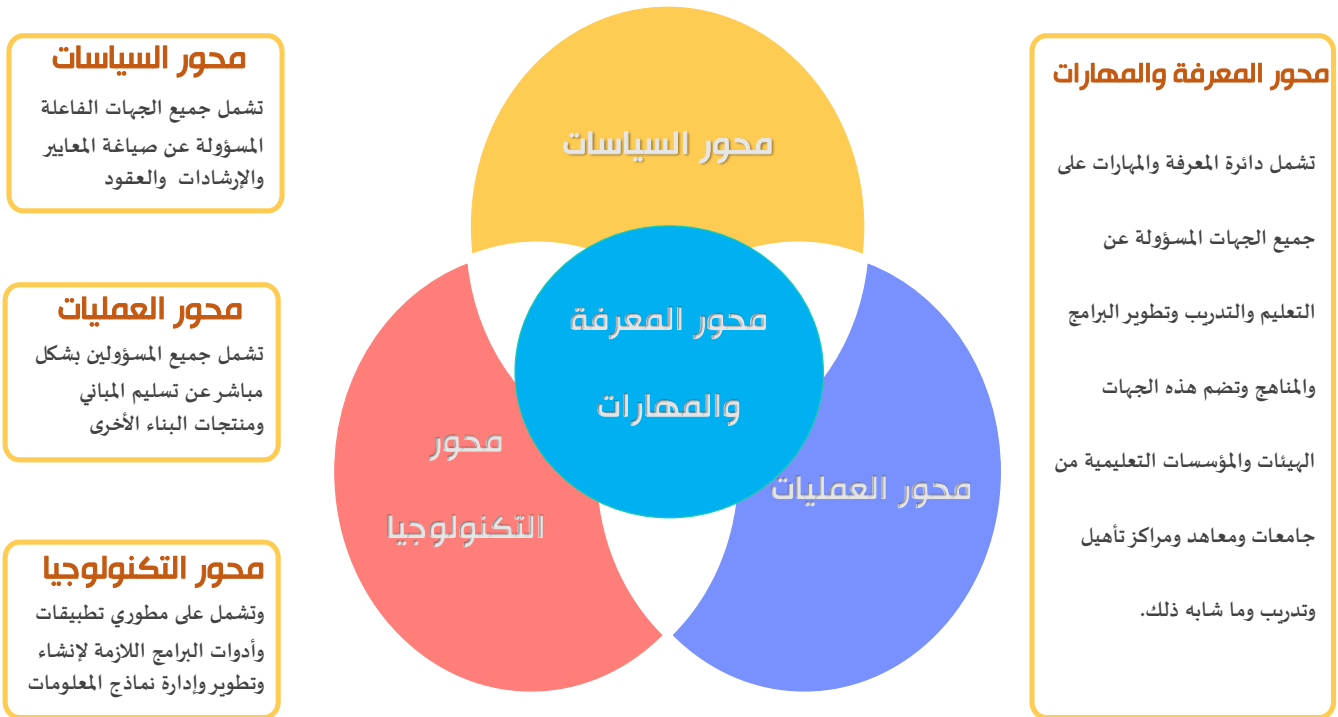 محور المعرفة والمهارات
تشمل دائرة المعرفة والمهارات على
جميع الجهات المسؤولة عن
التعليم والتدريب وتطوير البرامج
والمناهج وتضم هذه الجهات
الهيئات والمؤسسات التعليمية من
جامعات ومعاهد ومراكز تأهيل
وتدريب وما شابه ذلك.
محور السياسات
محور المعرفة
والمهارات
محور العمليات
محور
التكنولوجيا
محور السياسات
تشمل جميع الجهات الفاعلة
المسؤولة عن صياغة المعايير
والإرشادات والعقود
محور العمليات
تشمل جميع المسؤولين بشكل
مباشر عن تسليم المباني
ومنتجات البناء الأخرى
محور التكنولوجيا
وتشمل على مطوري تطبيقات
وأدوات البرامج اللازمة لإنشاء
وتطوير وإدارة نماذج المعلومات